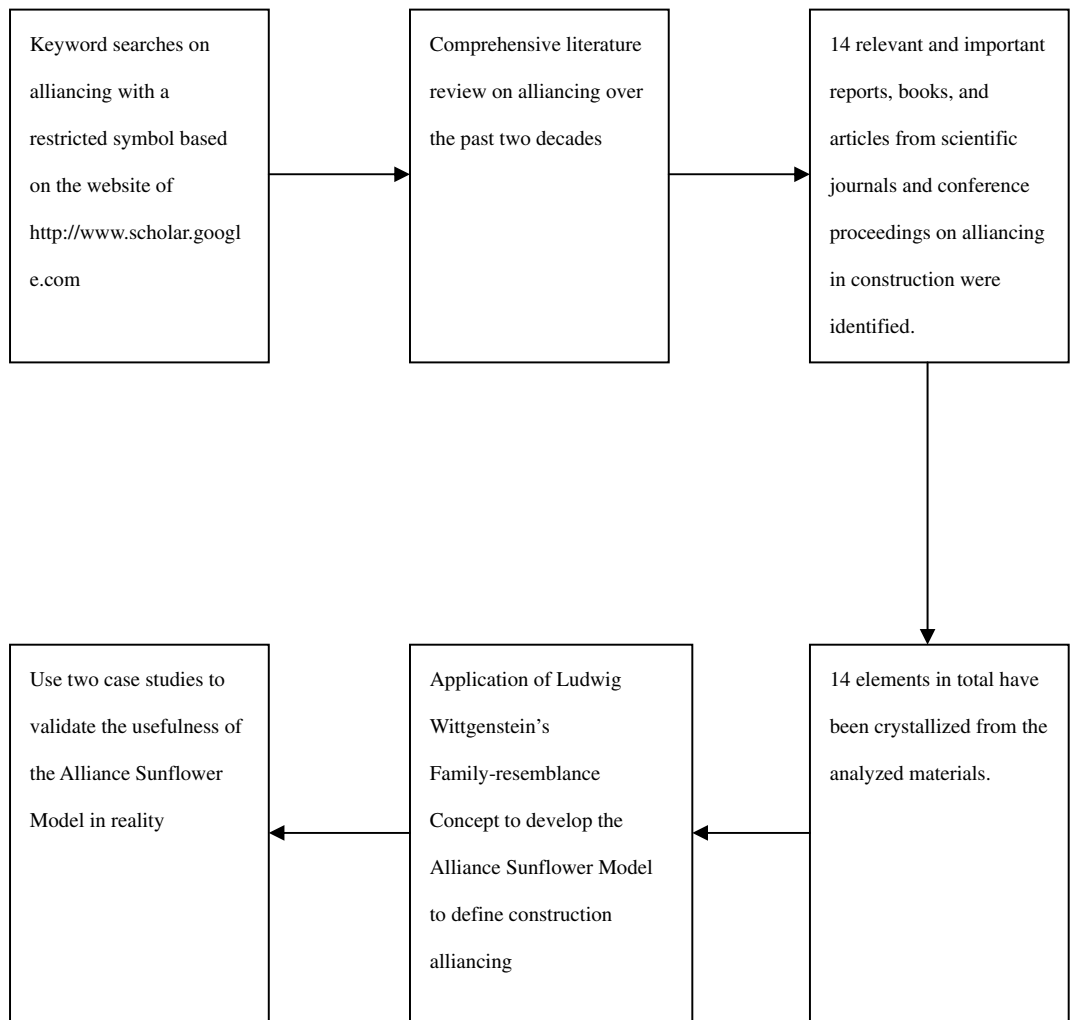 Keyword searches on
alliancing with a
restricted symbol based
on the website of
http://www.scholar.googl
e.com
Comprehensive literature
review on alliancing over
the past two decades
14 relevant and important
reports, books, and
articles from scientific
journals and conference
proceedings on alliancing
in construction were
identified.
14 elements in total have
been crystallized from the
analyzed materials.
Application of Ludwig
Wittgenstein’s
Family-resemblance
Concept to develop the
Alliance Sunflower Model
to define construction
alliancing
Use two case studies to
validate the usefulness of
the Alliance Sunflower
Model in reality